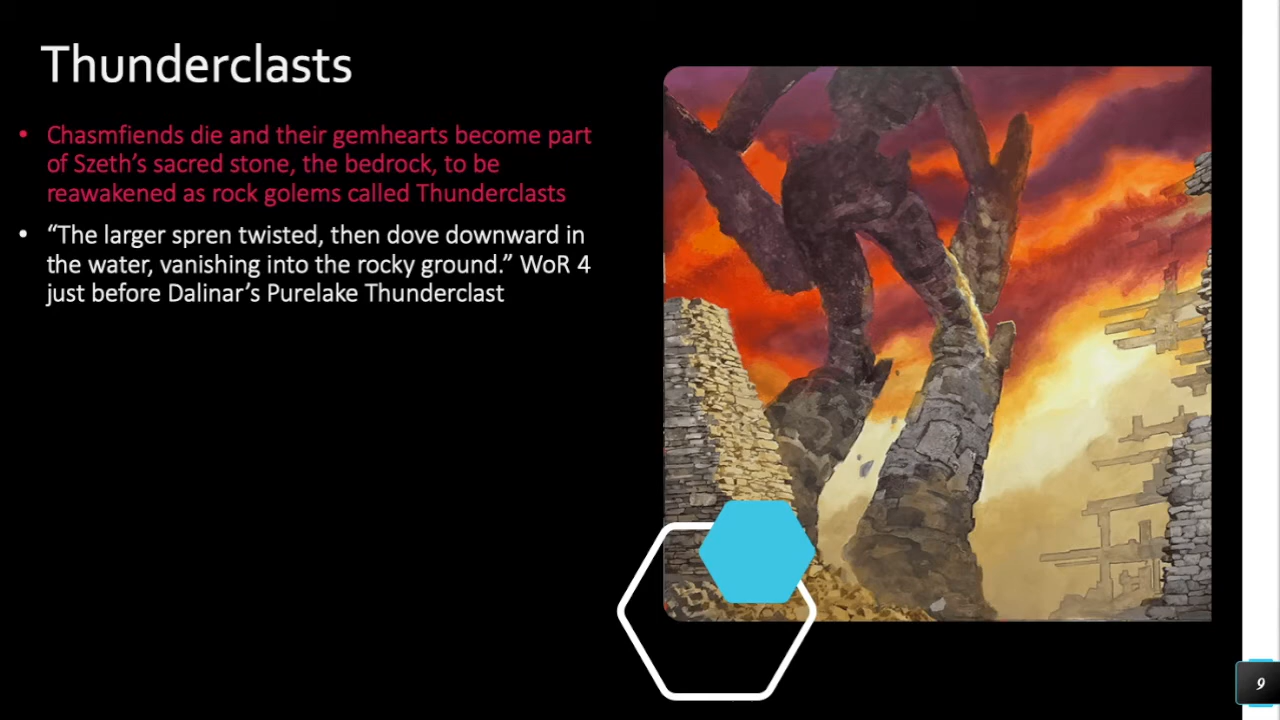 Thunderclasts
• Chasmfiends die and their gemhearts become part
of Szeth’s sacred stone, the bedrock, to be
reawakened as rock golems called Thunderclasts
• “The larger spren twisted, then dove downward in
the water, vanishing into the rocky ground.” WoR 4
just before Dalinar’s Purelake Thunderclast
9